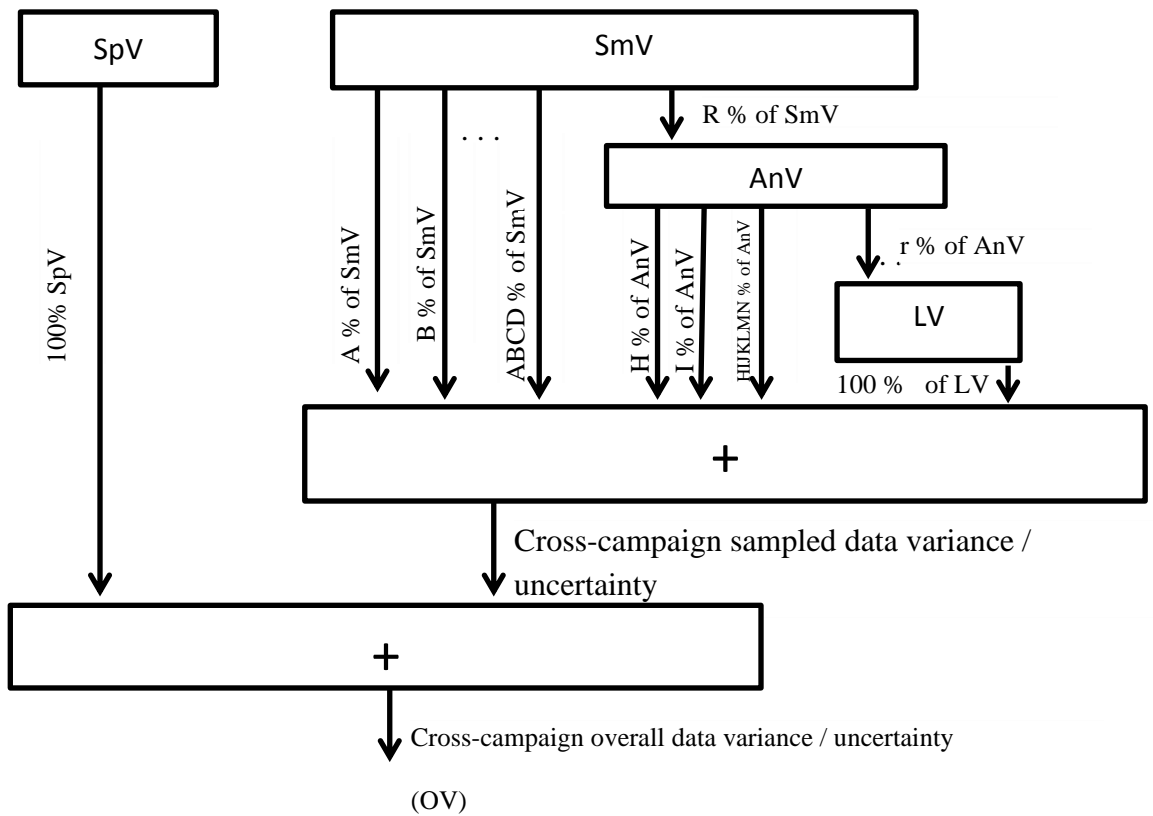 SpV
SmV
R % of SmV
. . .
AnV
100% SpV
A % of SmV
B % of SmV
ABCD % of SmV
H % of AnV
I % of AnV
HIJKLMN % of AnV
. . r % of AnV
LV
100 % of LV
+
Cross-campaign sampled data variance /
uncertainty
+
Cross-campaign overall data variance / uncertainty
(OV)